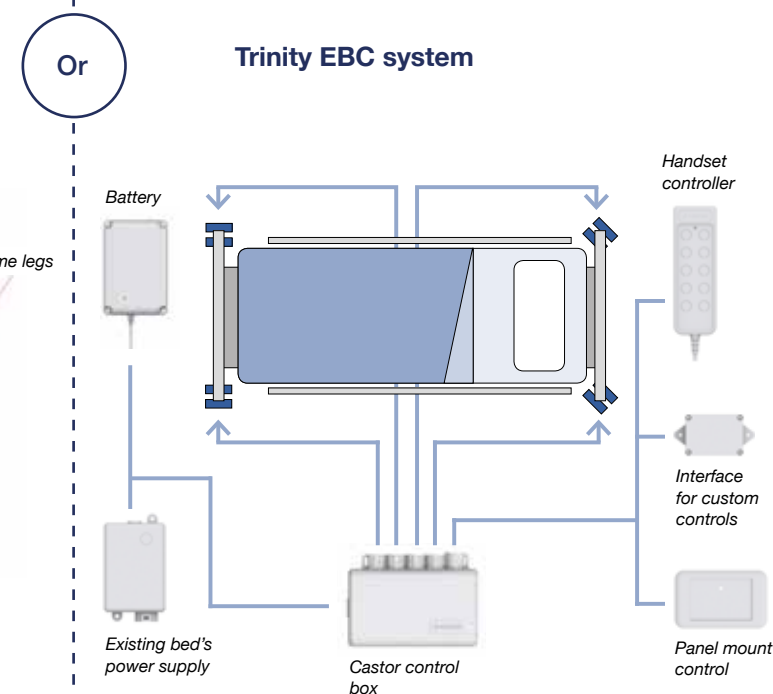 Or
Trinity EBC system
Handset
controller
Battery
legs
Interface
for custom
controls
Existing bed's
power supply
Castor control
box
Panel mount
control